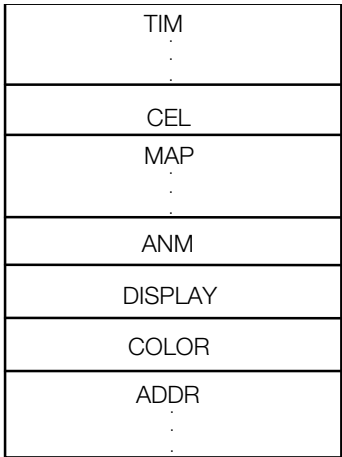 TIM
.
.
.
CEL
MAP
.
.
.
ANM
DISPLAY
COLOR
ADDR
.
.
.